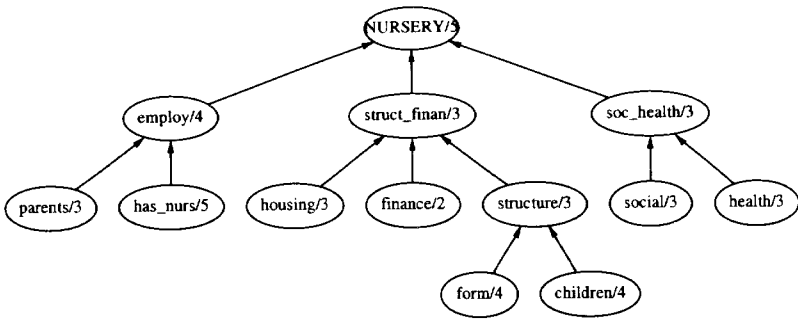 NURSERY/5
employ/4
struct_finan/3
soc_health/3
parents/3
has_nurs/5
housing/3
finance/2
structure/3
social/3
health/3
form/4
children/4